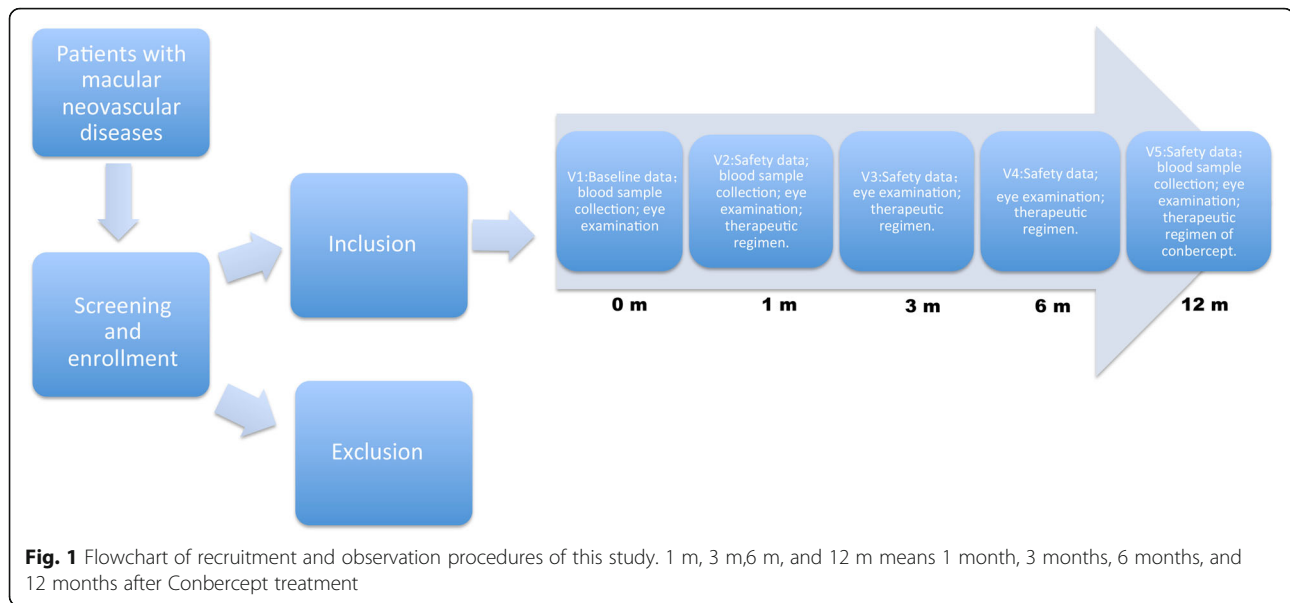 Patients with
macular
neovascular
diseases
Screening
and
enrollment
Inclusion
Exclusion
V1:Baseline data;
blood sample
collection; eye
examination
V2:Safety data;
blood sample
collection; eye
examination;
therapeutic
regimen.
V3:Safety data;
eye examination;
therapeutic
regimen.
V4:Safety data;
eye examination;
therapeutic
regimen.
V5:Safety data;
blood sample
collection; eye
examination;
therapeutic
regimen of
conbercept.
0 m
1 m
3 m
6 m
12 m
Fig. 1 Flowchart of recruitment and observation procedures of this study. 1 m, 3 m,6 m, and 12 m means 1 month, 3 months, 6 months, and
12 months after Conbercept treatment